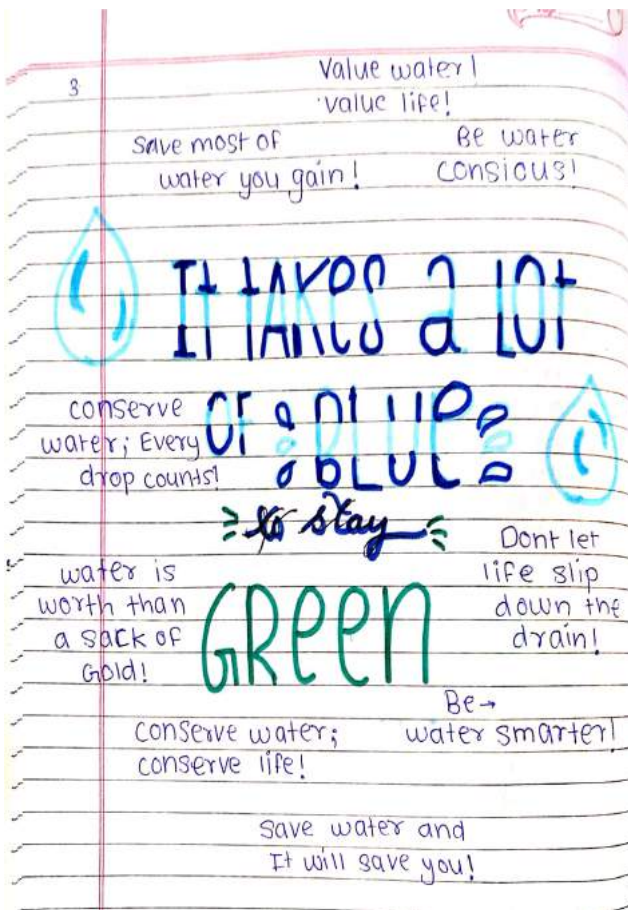 3
Value water!
value life!
Save most of
water you gain!
Be water
consious!
It takes a lot
conserve
water; Every
drop counts!
OF BLUE
to stay
water is
worth than
a sack of
Gold!
GReen
Dont let
life slip
down the
drain!
conserve water;
conserve life!
Be→
water smarter!
Save water and
It will save you!